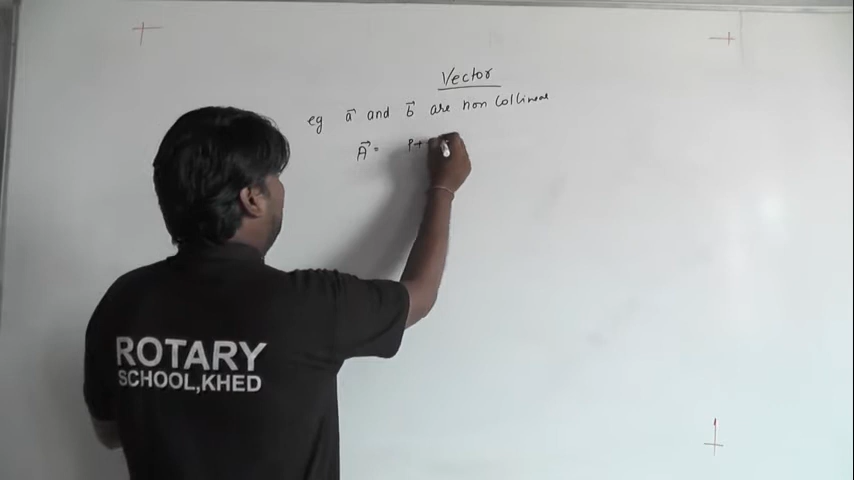 Vector
eg a⃗ and b⃗ are non collinear
A⃗ = P+
ROTARY
SCHOOL,KHED